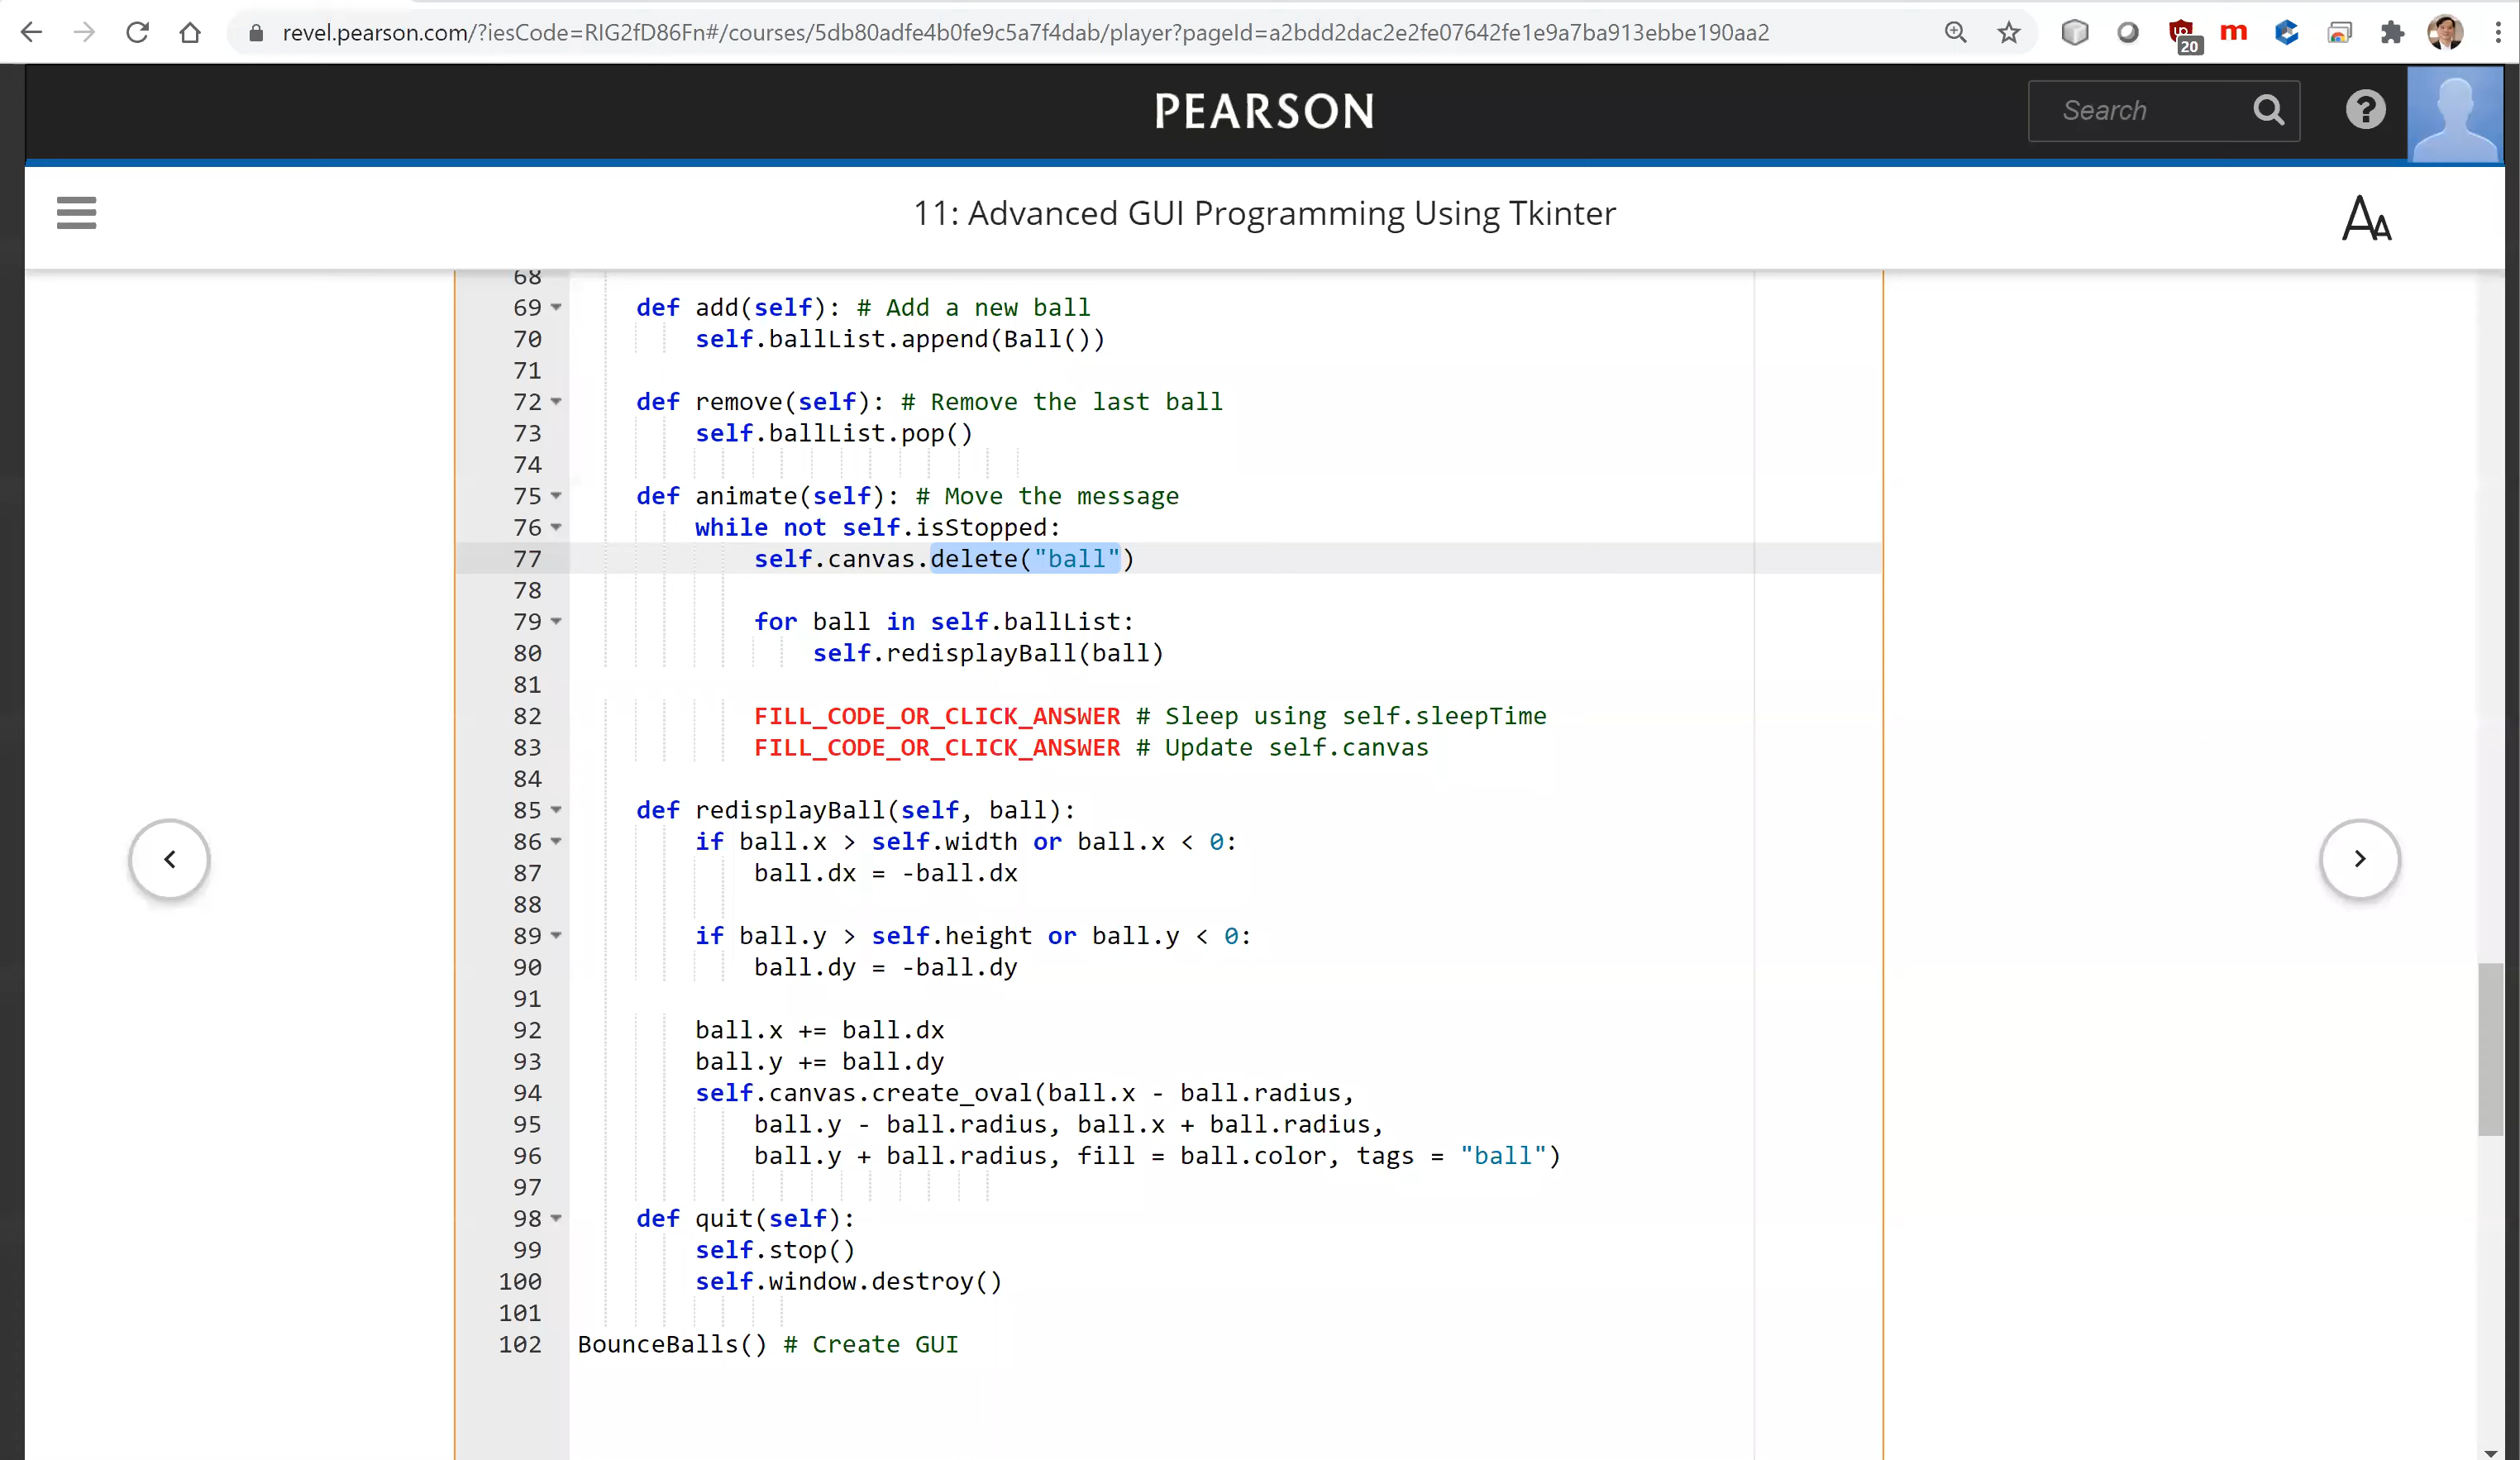 revel.pearson.com/?iesCode=RIG2fD86Fn#/courses/5db80adfe4b0fe9c5a7f4dab/player?pageId=a2bdd2dac2e2fe07642fe1e9a7ba913ebbe190aa2
20
m
PEARSON
Search
?
11: Advanced GUI Programming Using Tkinter
AA
68
69 def add(self): # Add a new ball
70 self.ballList.append(Ball())
71
72 def remove(self): # Remove the last ball
73 self.ballList.pop()
74
75 def animate(self): # Move the message
76 while not self.isStopped:
77 self.canvas.delete("ball")
78
79 for ball in self.ballList:
80 self.redisplayBall(ball)
81
82 FILL_CODE_OR_CLICK_ANSWER # Sleep using self.sleepTime
83 FILL_CODE_OR_CLICK_ANSWER # Update self.canvas
84
85 def redisplayBall(self, ball):
86 if ball.x > self.width or ball.x < 0:
87 ball.dx = -ball.dx
88
89 if ball.y > self.height or ball.y < 0:
90 ball.dy = -ball.dy
91
92 ball.x += ball.dx
93 ball.y += ball.dy
94 self.canvas.create_oval(ball.x - ball.radius,
95 ball.y - ball.radius, ball.x + ball.radius,
96 ball.y + ball.radius, fill = ball.color, tags = "ball")
97
98 def quit(self):
99 self.stop()
100 self.window.destroy()
101
102 BounceBalls() # Create GUI